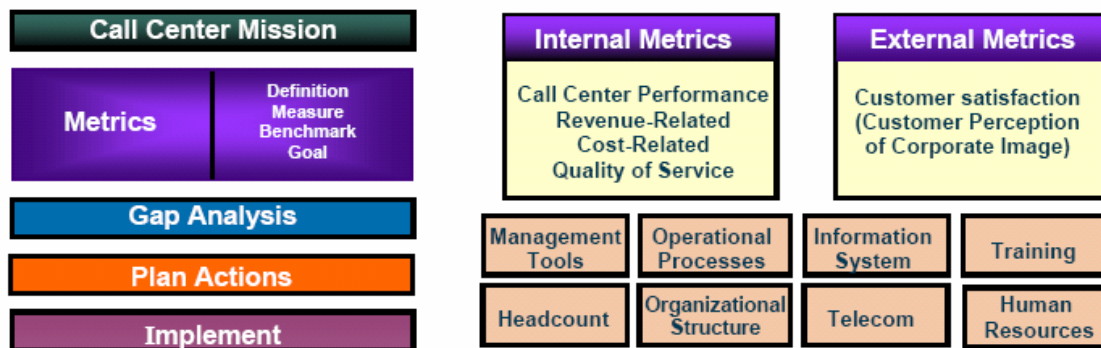 Call Center Mission
Metrics
Definition
Measure
Benchmark
Goal
Gap Analysis
Plan Actions
Implement
Internal Metrics
Call Center Performance
Revenue-Related
Cost-Related
Quality of Service
External Metrics
Customer satisfaction
(Customer Perception
of Corporate Image)
Management
Tools
Operational
Processes
Information
System
Training
Headcount
Organizational
Structure
Telecom
Human
Resources